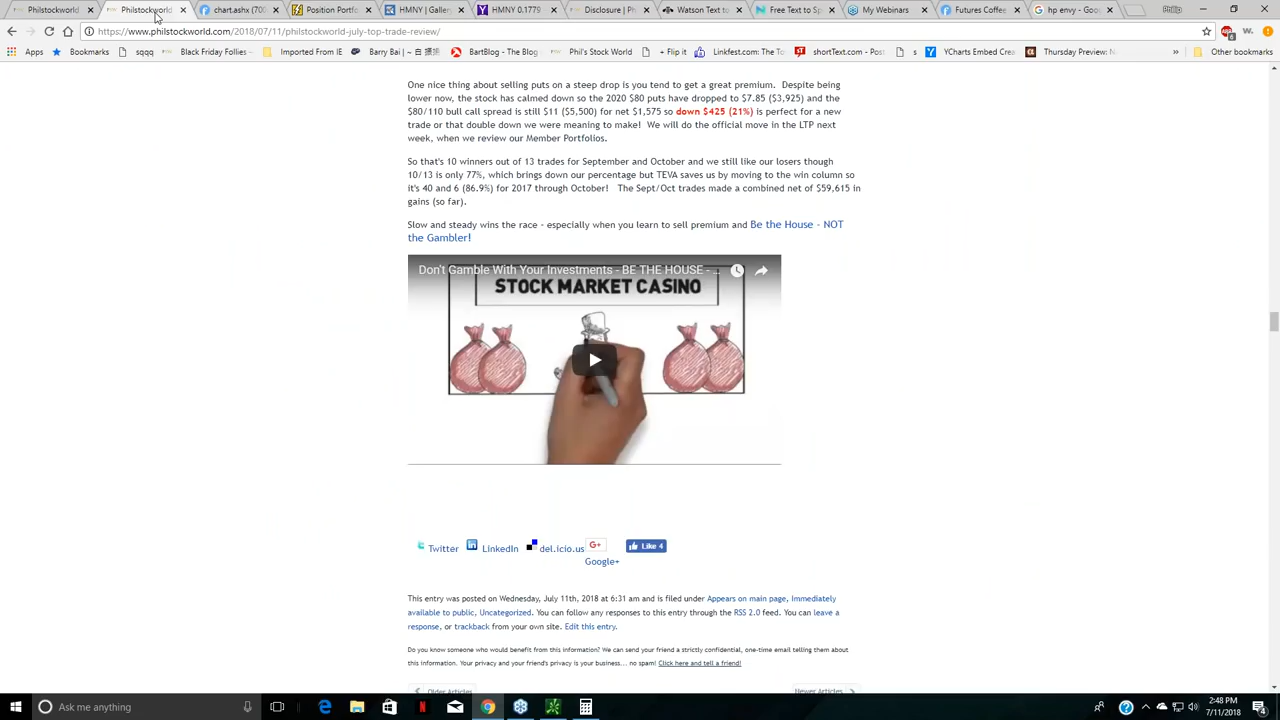 Philstockworld
Philstockworld
chart.ashx (700
Position Portfo
HMNY | Galler
HMNY 0.1779
Disclosure | Ph
Watson Text to
My Webinars
Futures Coffee
hp envy - Goo
https://www.philstockworld.com/2018/07/11/philstockworld-july-top-trade-review/
Apps
Bookmarks
sqqq
Black Friday Follies -
Imported From IE
BartBlog - The Front
Phil's Stock World
+ Flip it
Linkfest.com: The To
shortText.com - Post
s
YCharts Embed Crea
Thursday Preview: M
»
Other bookmarks
One nice thing about selling puts on a steep drop is you tend to get a great premium. Despite being
lower now, the stock has calmed down so the 2020 $80 puts have dropped to $7.85 ($3,925) and the
$80/110 bull call spread is still $11 ($5,500) for net $1,575 so down $425 (21%) is perfect for a new
trade or that double down we were meaning to make! We will do the official move in the LTP next
week, when we review our Member Portfolios.
So that's 10 winners out of 13 trades for September and October and we still like our losers though
10/13 is only 77%, which brings down our percentage but TEVA saves us by moving to the win column so
it's 40 and 6 (86.9%) for 2017 through October! The Sept/Oct trades made a combined net of $59,615 in
gains (so far).
Slow and steady wins the race - especially when you learn to sell premium and Be the House - NOT
the Gambler!
Don't Gamble With Your Investments - BE THE HOUSE - ...
STOCK MARKET CASINO
Twitter LinkedIn del.icio.us G+ Like 4
Google+
This entry was posted on Wednesday, July 11th, 2018 at 6:31 am and is filed under Appears on main page, Immediately
available to public, Uncategorized. You can follow any responses to this entry through the RSS 2.0 feed. You can leave a
response, or trackback from your own site. Edit this entry.
Do you know someone who would benefit from this information? We can send your friend a strictly confidential, one-time email telling them about
this information. Your privacy and your friend's privacy is your business... no spam! Click here and tell a friend!
Older Articles
Newer Articles
Ask me anything
2:48 PM
7/11/2018